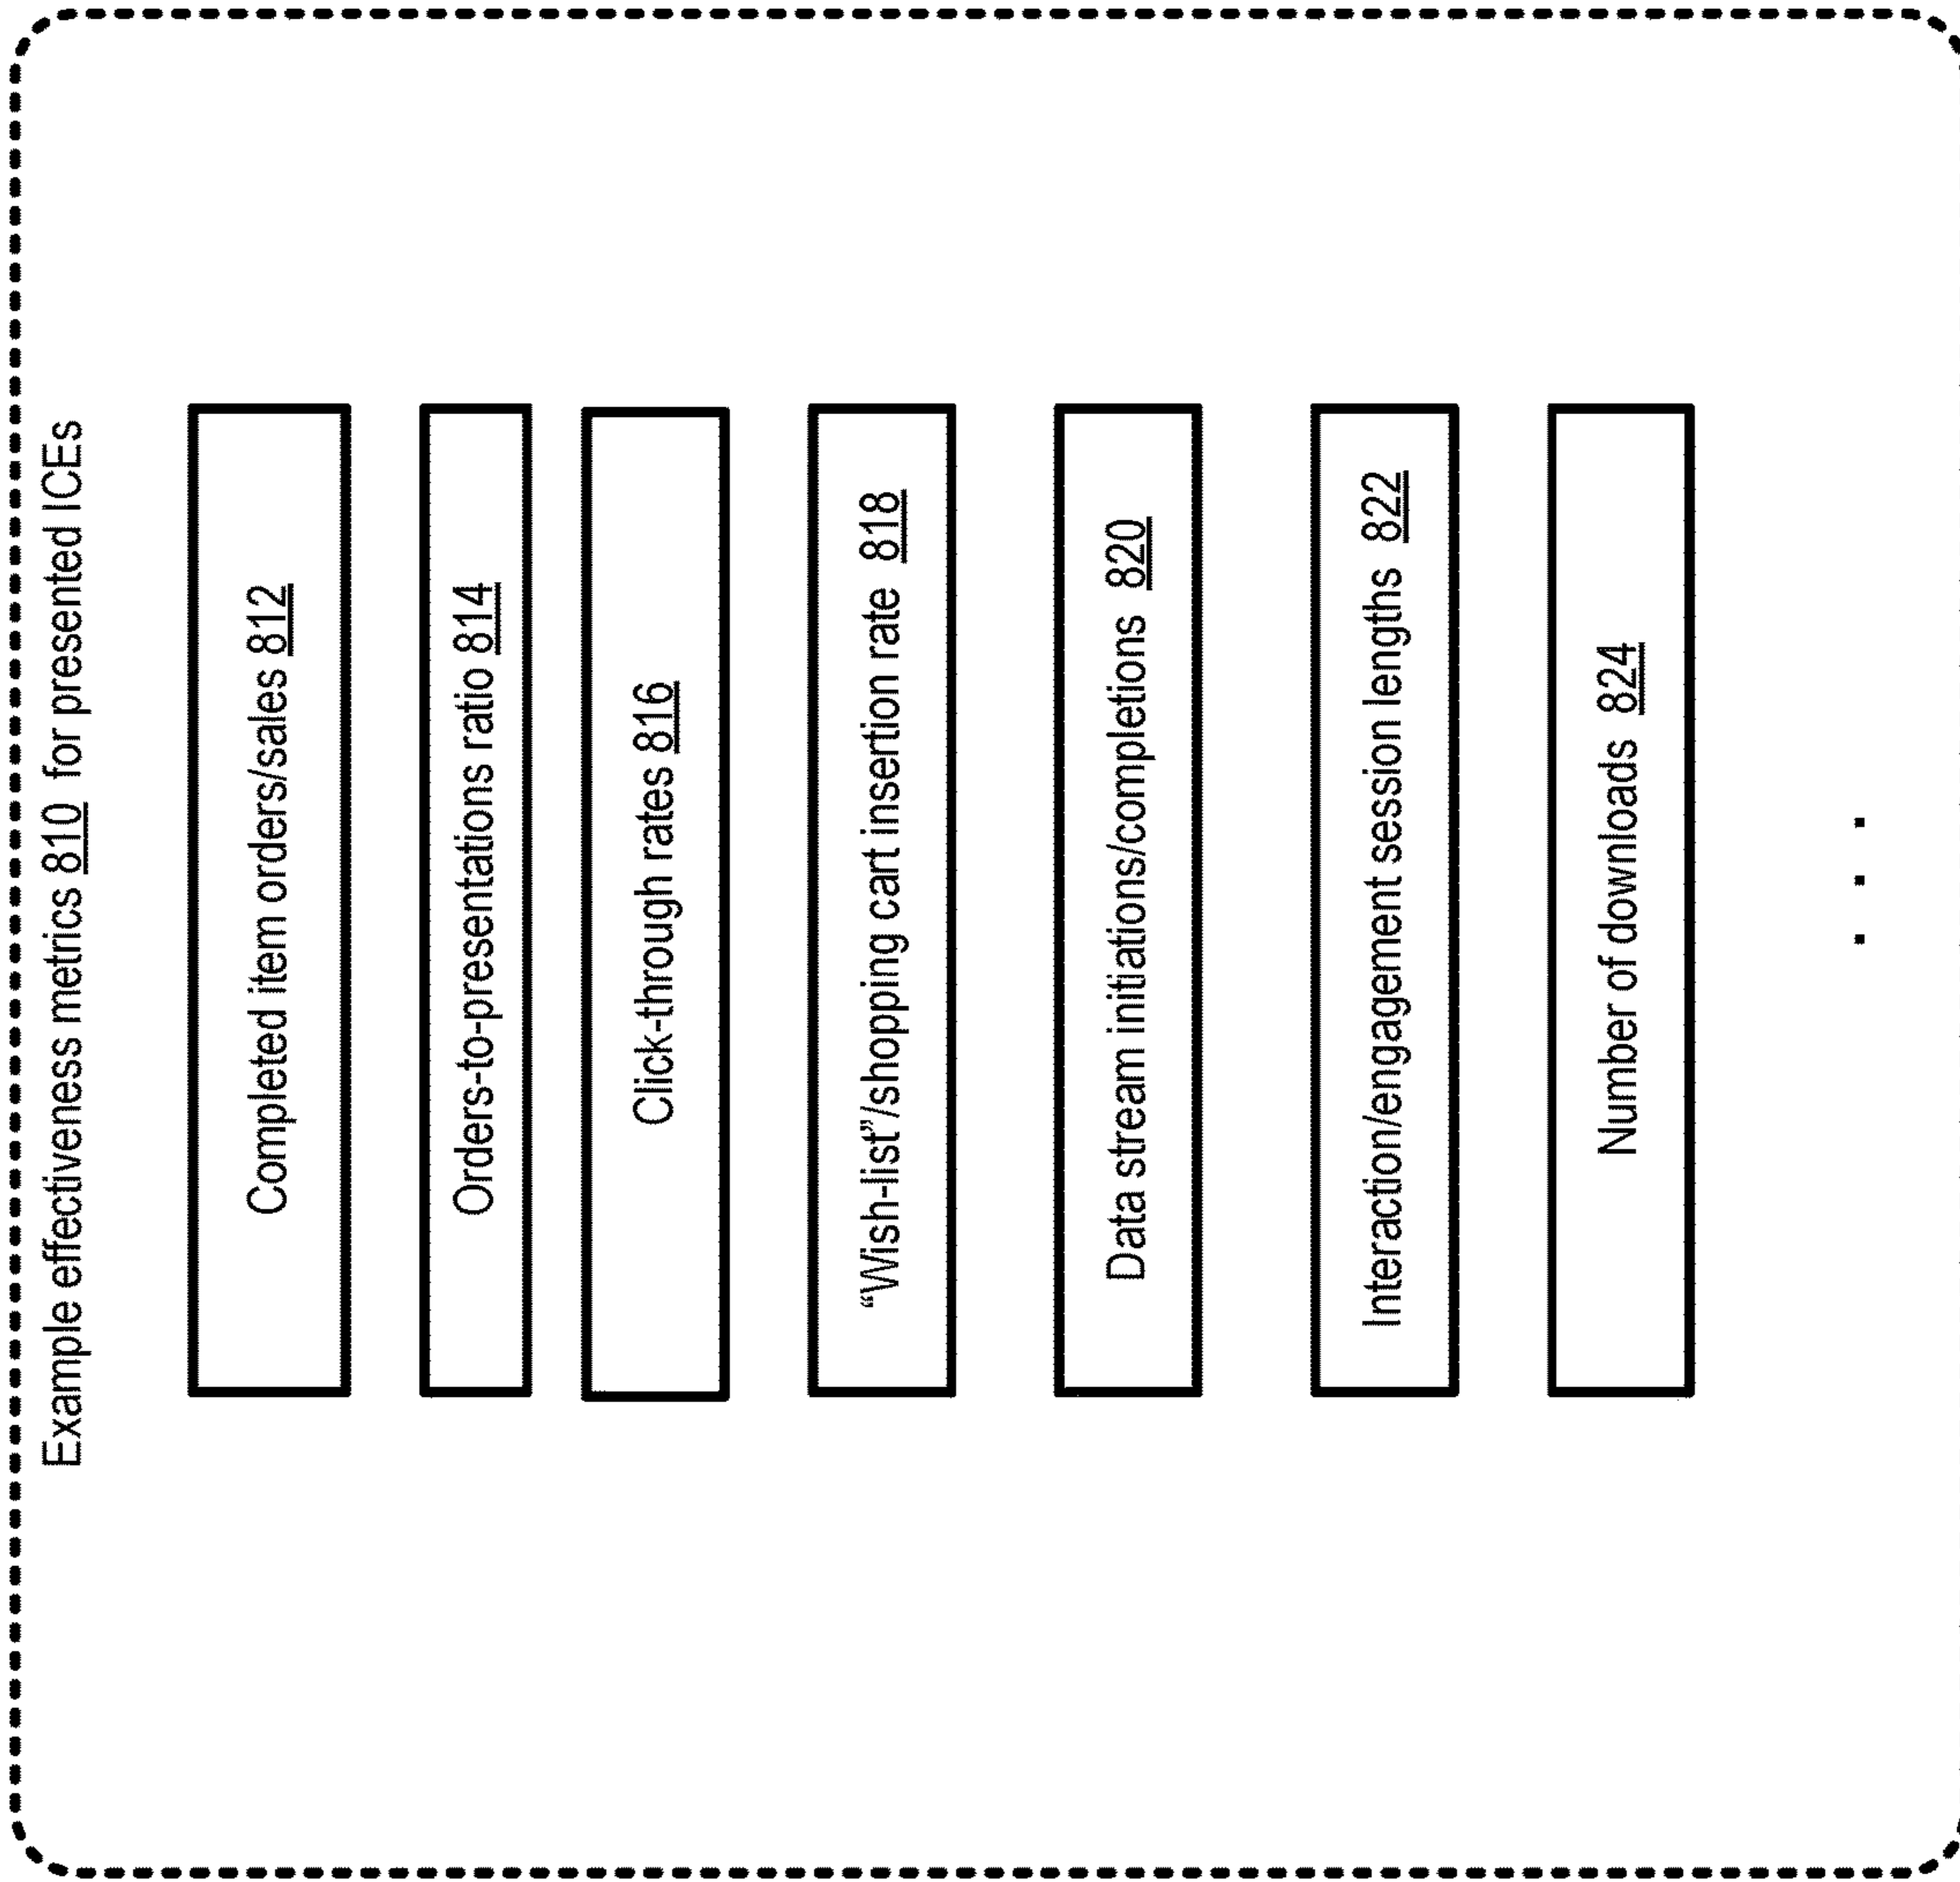 Example effectiveness metrics 810 for presented ICEs
Completed item orders/sales 812
Orders-to-presentations ratio 814
Click-through rates 816
“Wish-list”/shopping cart insertion rate 818
Data stream initiations/completions 820
Interaction/engagement session lengths 822
Number of downloads 824
. . .